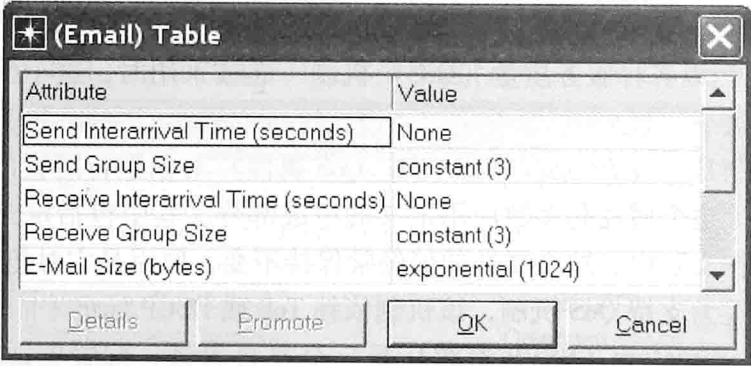 (Email) Table
Attribute Value
Send Interarrival Time (seconds) None
Send Group Size constant (3)
Receive Interarrival Time (seconds) None
Receive Group Size constant (3)
E-Mail Size (bytes) exponential (1024)
Details Promote OK Cancel